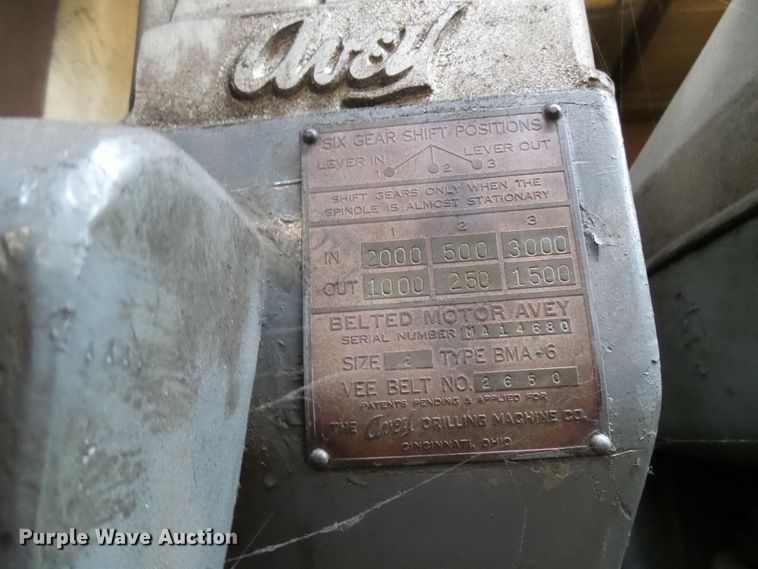 Avey
SIX GEAR SHIFT POSITIONS
LEVER IN LEVER OUT
1 2 3
SHIFT GEARS ONLY WHEN THE
SPINDLE IS ALMOST STATIONARY
1 2 3
IN 2000 500 3000
OUT 1000 250 1500
BELTED MOTOR AVEY
SERIAL NUMBER MA14680
SIZE 2 TYPE BMA-6
VEE BELT NO. 2650
PATENTS PENDING & APPLIED FOR
THE Avey DRILLING MACHINE CO.
CINCINNATI, OHIO
Purple Wave Auction